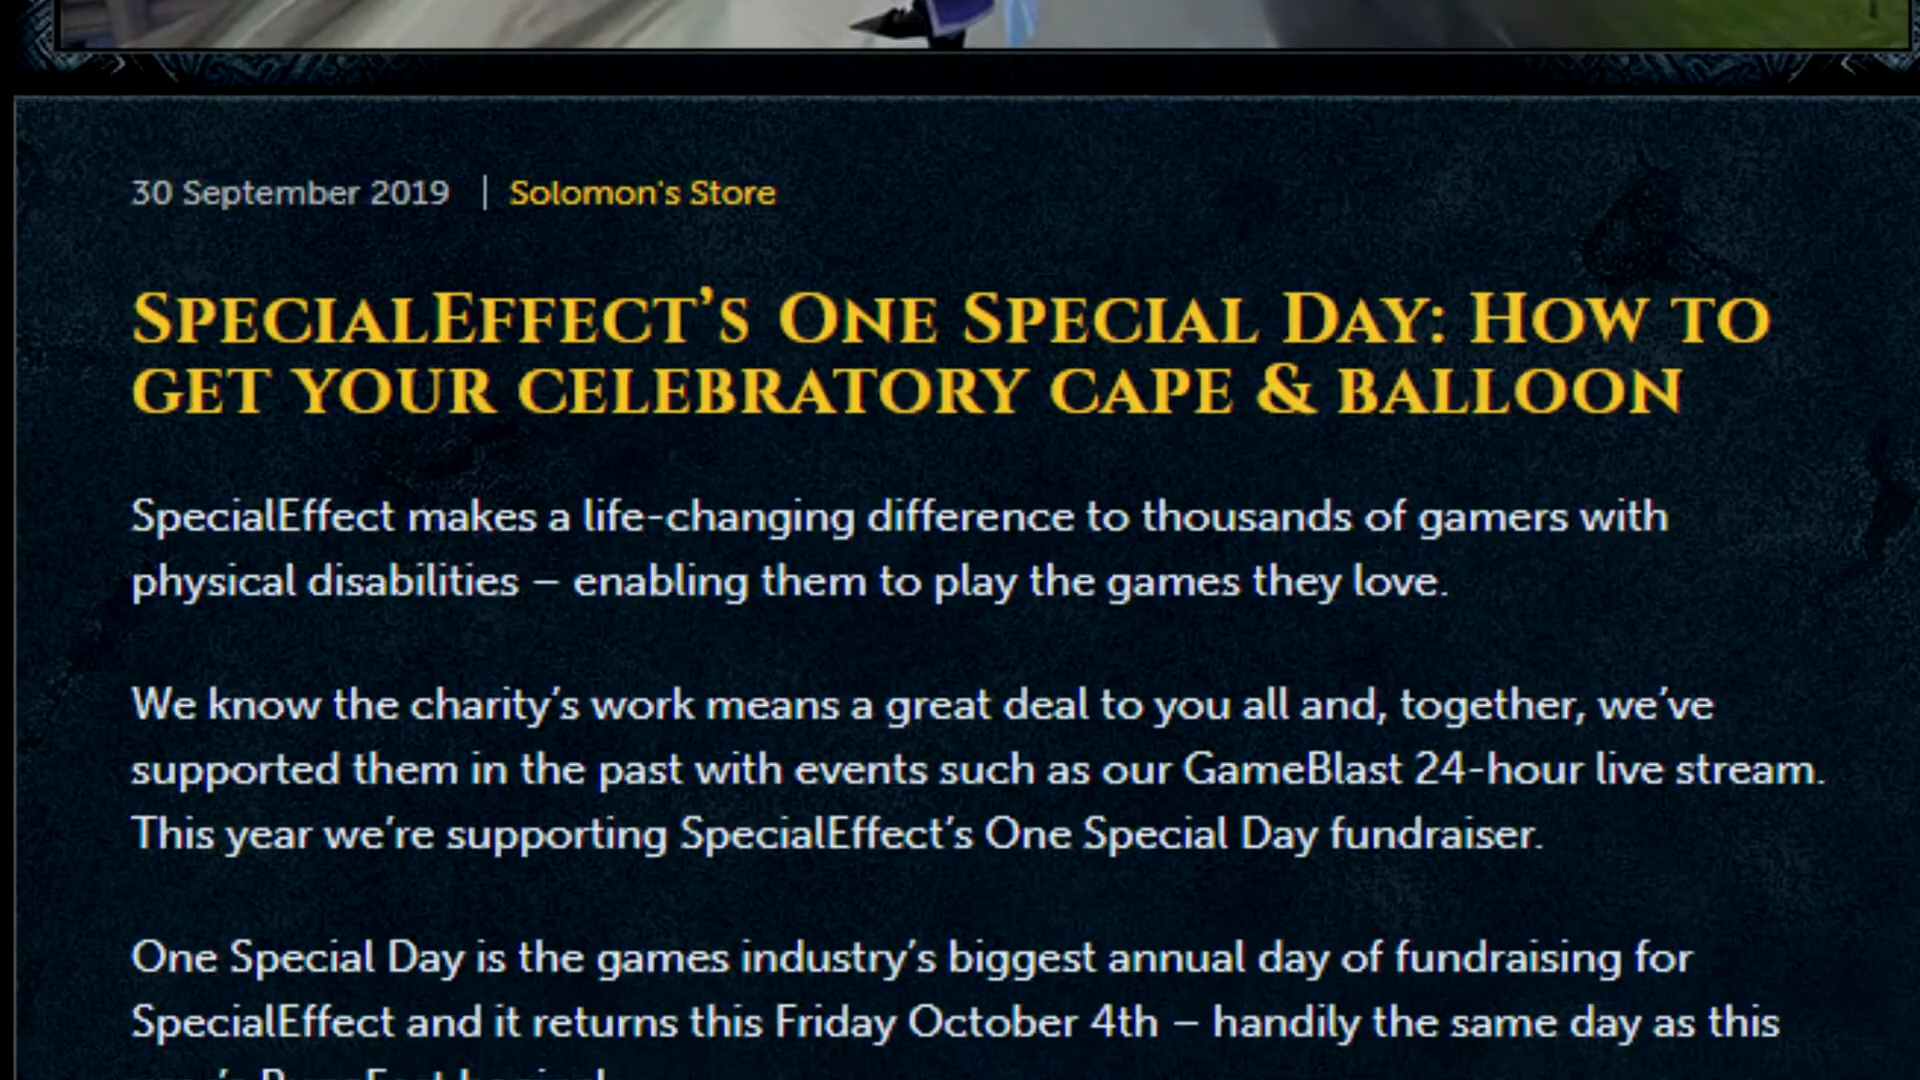 30 September 2019 | Solomon's Store
SpecialEffect’s One Special Day: How to
get your celebratory cape & balloon
SpecialEffect makes a life-changing difference to thousands of gamers with
physical disabilities – enabling them to play the games they love.
We know the charity’s work means a great deal to you all and, together, we’ve
supported them in the past with events such as our GameBlast 24-hour live stream.
This year we’re supporting SpecialEffect’s One Special Day fundraiser.
One Special Day is the games industry’s biggest annual day of fundraising for
SpecialEffect and it returns this Friday October 4th – handily the same day as this